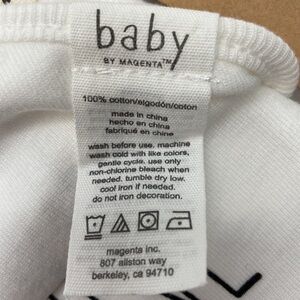 baby
BY MAGENTA™
100% cotton/algodón/coton
made in china
hecho en china
fabriqué en chine
wash before use. machine
wash cold with like colors,
gentle cycle. use only
non-chlorine bleach when
needed. tumble dry low.
cool iron if needed.
do not iron decoration.
magenta inc.
807 allston way
berkeley, ca 94710